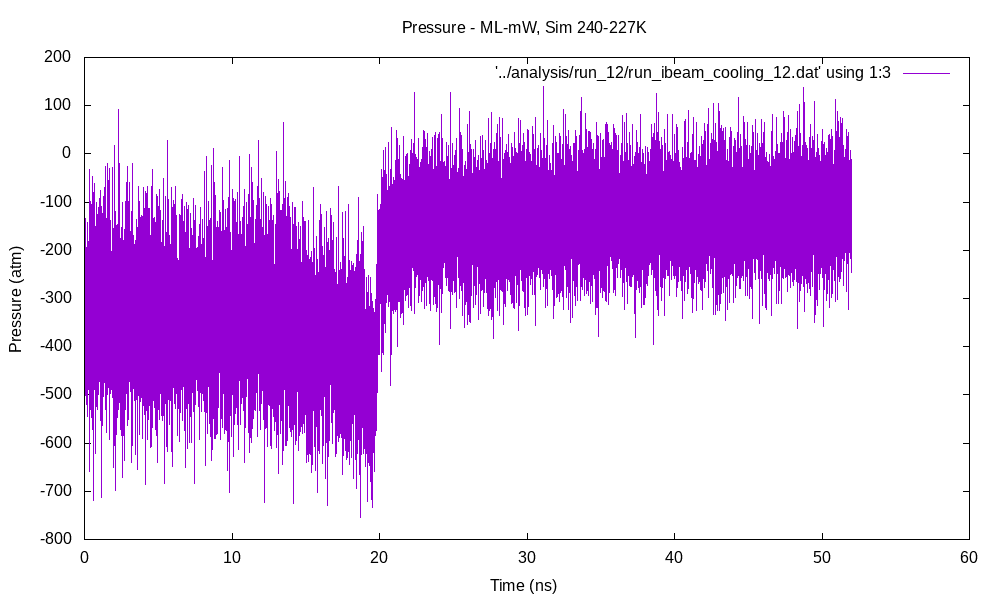 Pressure - ML-mW, Sim 240-227K
'../analysis/run_12/run_ibeam_cooling_12.dat' using 1:3
200
100
0
-100
-200
-300
-400
-500
-600
-700
-800
Pressure (atm)
0 10 20 30 40 50 60
Time (ns)